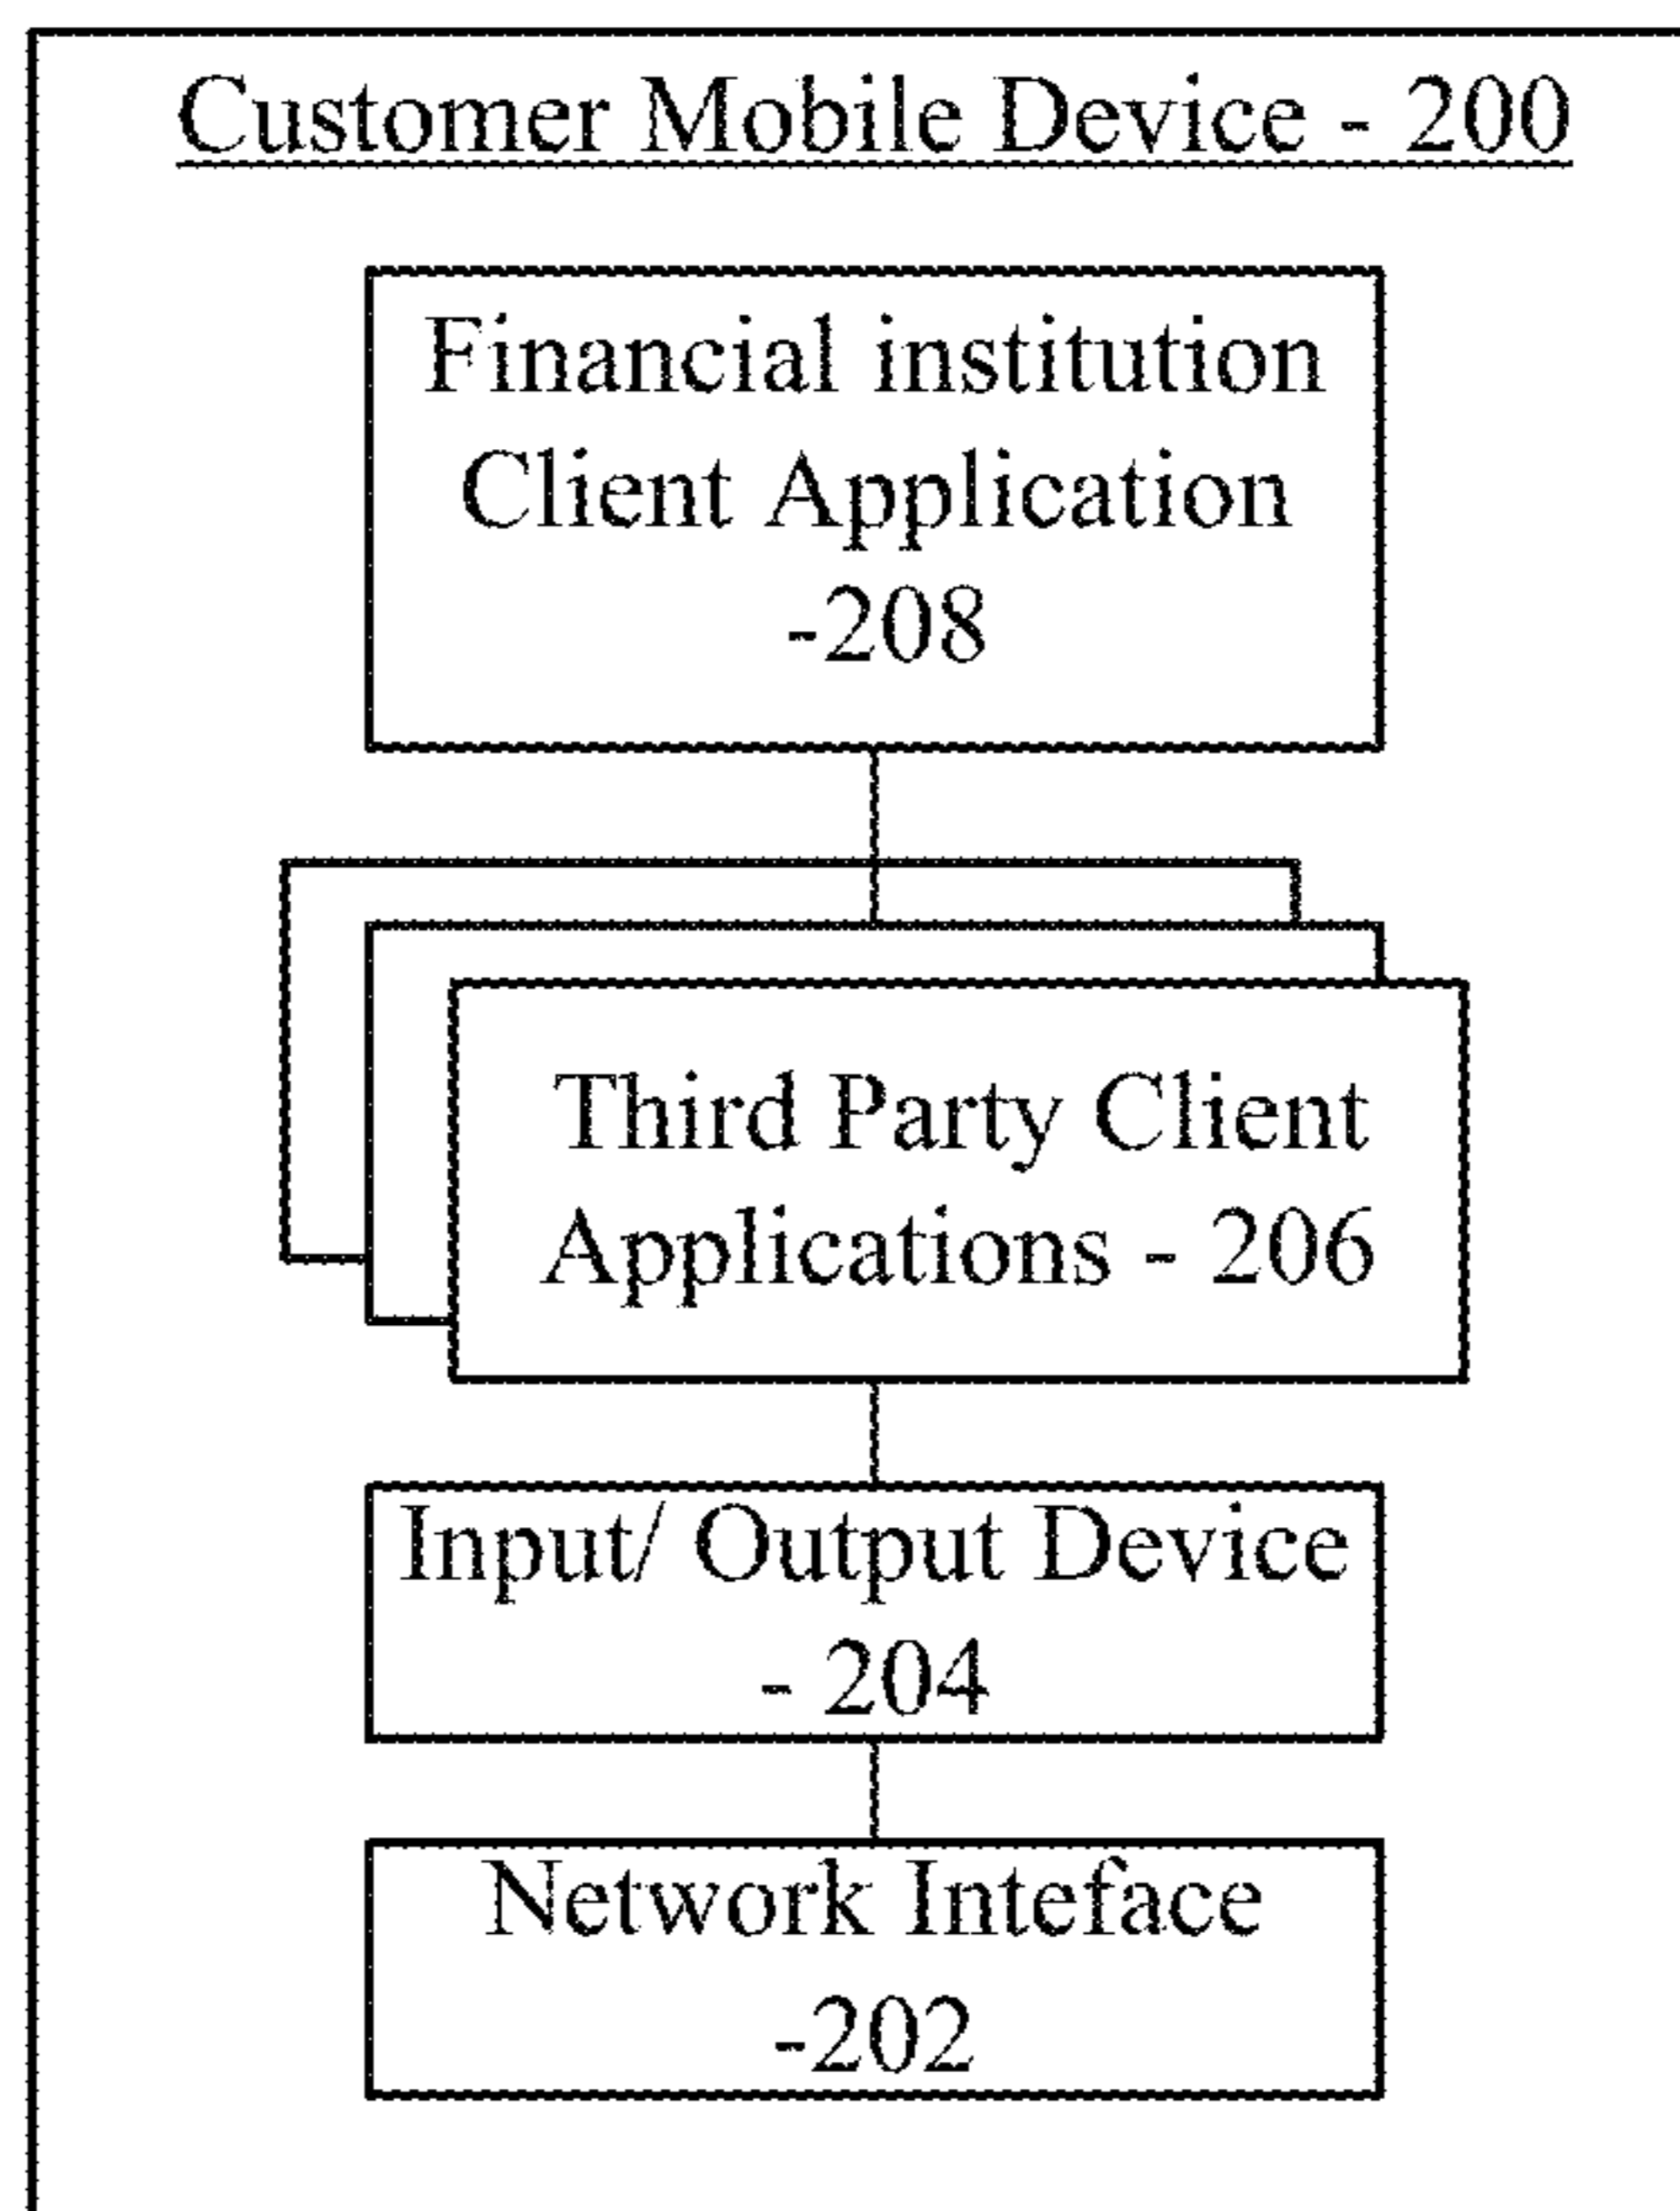 Customer Mobile Device - 200
Financial institution
Client Application
-208
Third Party Client
Applications - 206
Input/ Output Device
- 204
Network Inteface
-202